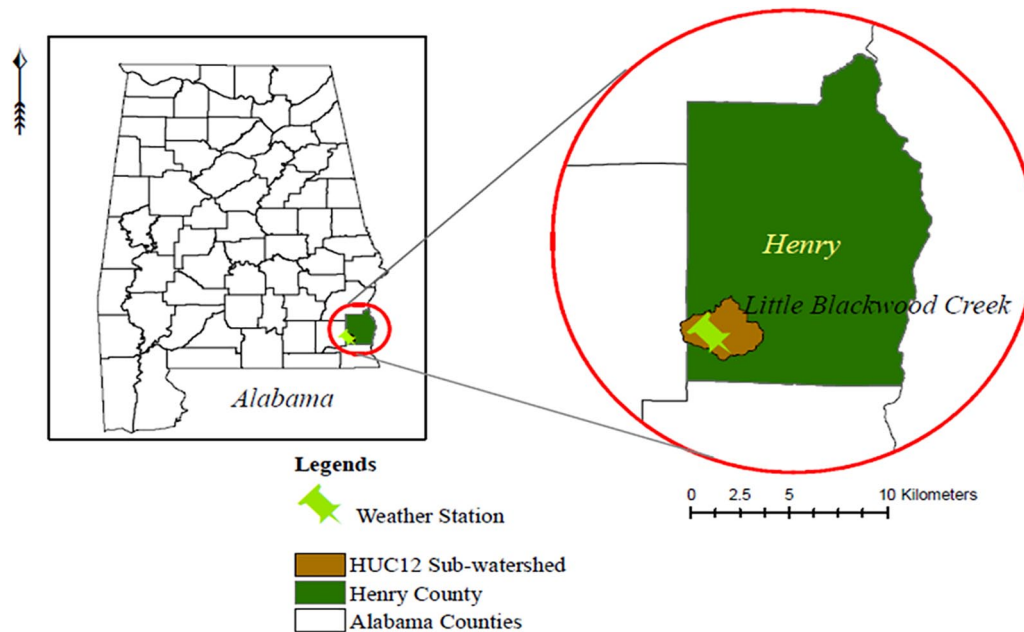 Henry
Little Blackwood Creek
Alabama
Legends
Weather Station
HUC12 Sub-watershed
Henry County
Alabama Counties
0 2.5 5 10 Kilometers